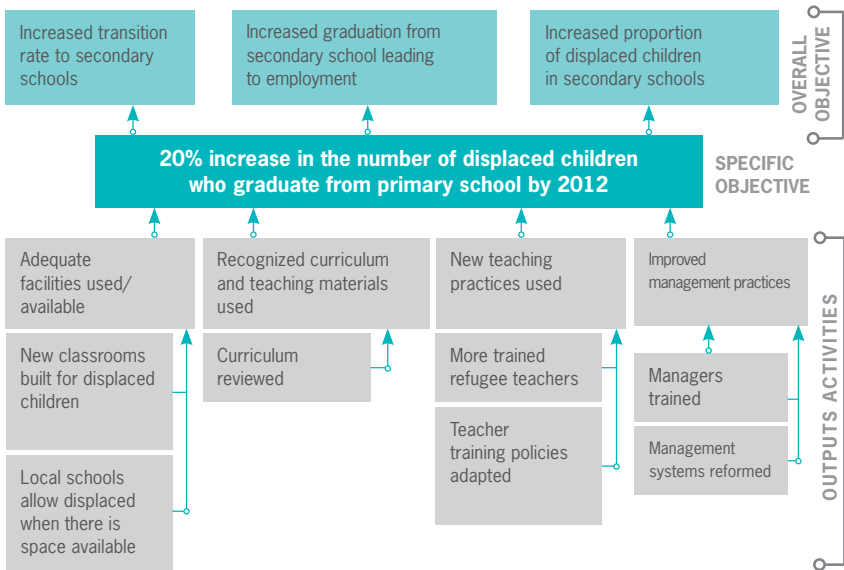 Increased transition
rate to secondary
schools
Increased graduation from
secondary school leading
to employment
Increased proportion
of displaced children
in secondary schools
OVERALL
OBJECTIVE
20% increase in the number of displaced children
who graduate from primary school by 2012
SPECIFIC
OBJECTIVE
Adequate
facilities used/
available
Recognized curriculum
and teaching materials
used
New teaching
practices used
Improved
management practices
New classrooms
built for displaced
children
Curriculum
reviewed
More trained
refugee teachers
Managers
trained
Local schools
allow displaced
when there is
space available
Teacher
training policies
adapted
Management
systems reformed
OUTPUTS ACTIVITIES